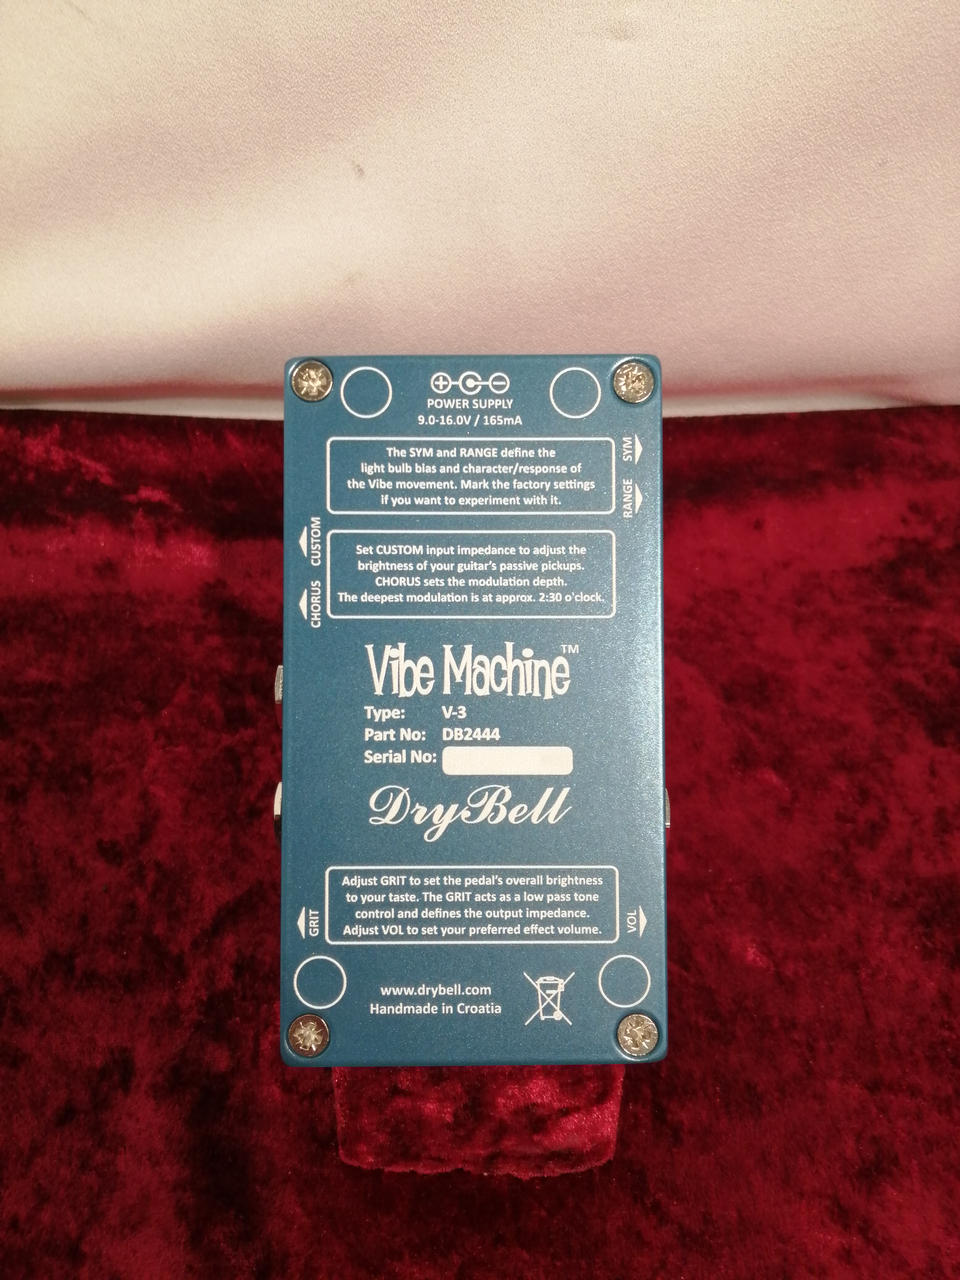 POWER SUPPLY
9.0-16.0V / 165mA
The SYM and RANGE define the
light bulb bias and character/response of
the Vibe movement. Mark the factory settings
if you want to experiment with it.
SYM
RANGE
CUSTOM
CHORUS
Set CUSTOM input impedance to adjust the
brightness of your guitar's passive pickups.
CHORUS sets the modulation depth.
The deepest modulation is at approx. 2:30 o'clock.
Vibe Machine™
Type: V-3
Part No: DB2444
Serial No:
DryBell
Adjust GRIT to set the pedal's overall brightness
to your taste. The GRIT acts as a low pass tone
control and defines the output impedance.
Adjust VOL to set your preferred effect volume.
GRIT
VOL
www.drybell.com
Handmade in Croatia